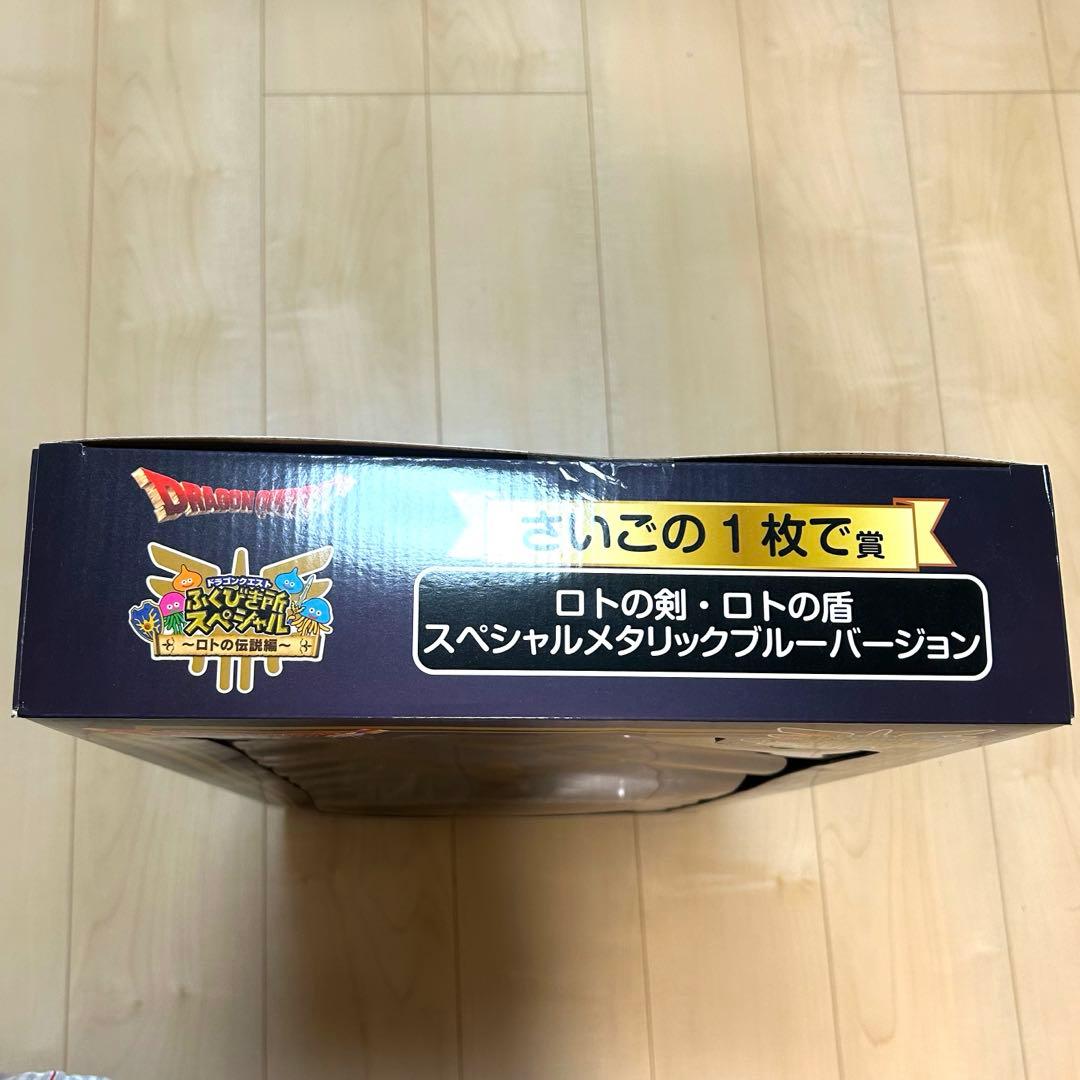 DRAGON QUEST
ドラゴンクエスト
ふくびき所
スペシャル
～ロトの伝説編～
さいごの1枚で賞
ロトの剣・ロトの盾
スペシャルメタリックブルーバージョン